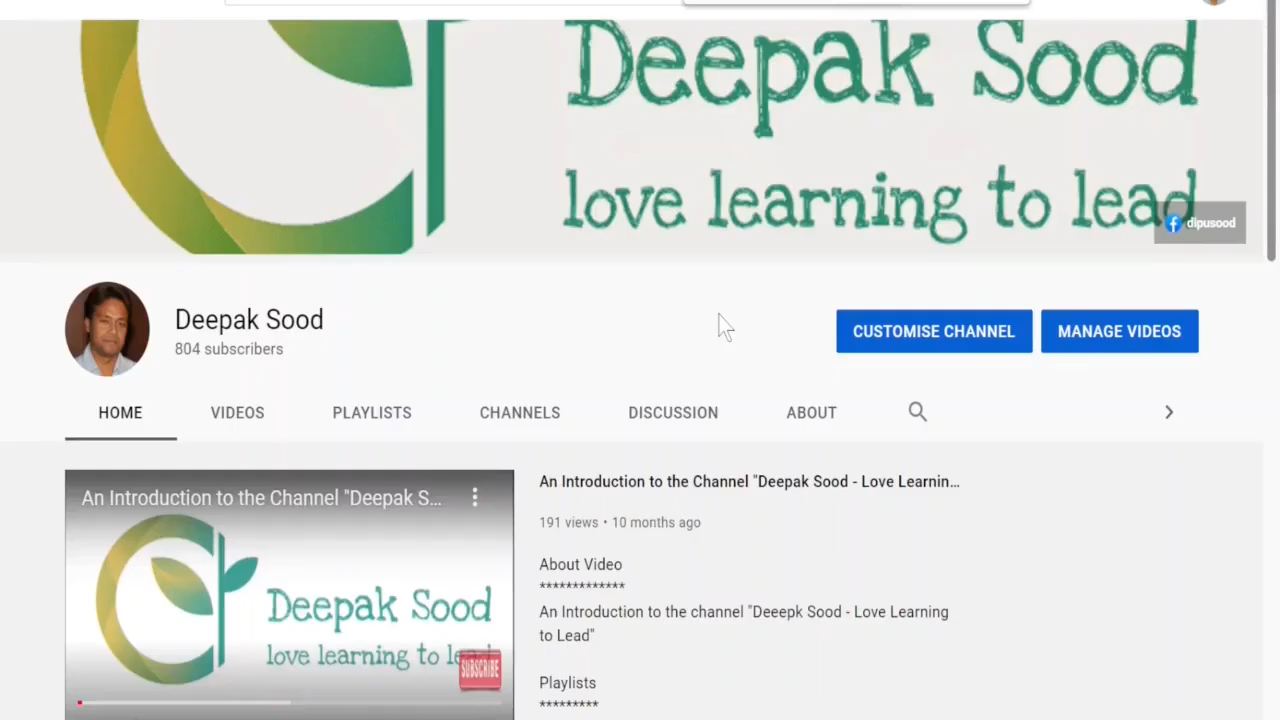 Deepak Sood
love learning to lead
dipusood
Deepak Sood
804 subscribers
CUSTOMISE CHANNEL
MANAGE VIDEOS
HOME
VIDEOS
PLAYLISTS
CHANNELS
DISCUSSION
ABOUT
An Introduction to the Channel "Deepak S...
Deepak Sood
love learning to lead
SUBSCRIBE
An Introduction to the Channel "Deepak Sood - Love Learnin...
191 views • 10 months ago
About Video
*************
An Introduction to the channel "Deeepk Sood - Love Learning
to Lead"
Playlists
*********